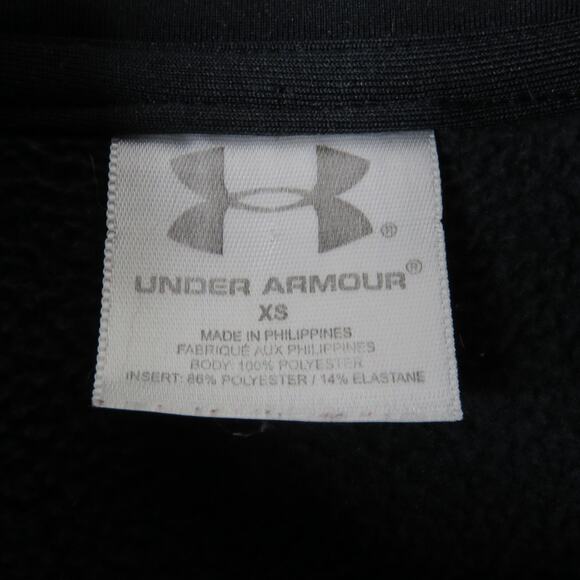 ®
UNDER ARMOUR®
XS
MADE IN PHILIPPINES
FABRIQUÉ AUX PHILIPPINES
BODY: 100% POLYESTER
INSERT: 86% POLYESTER / 14% ELASTANE